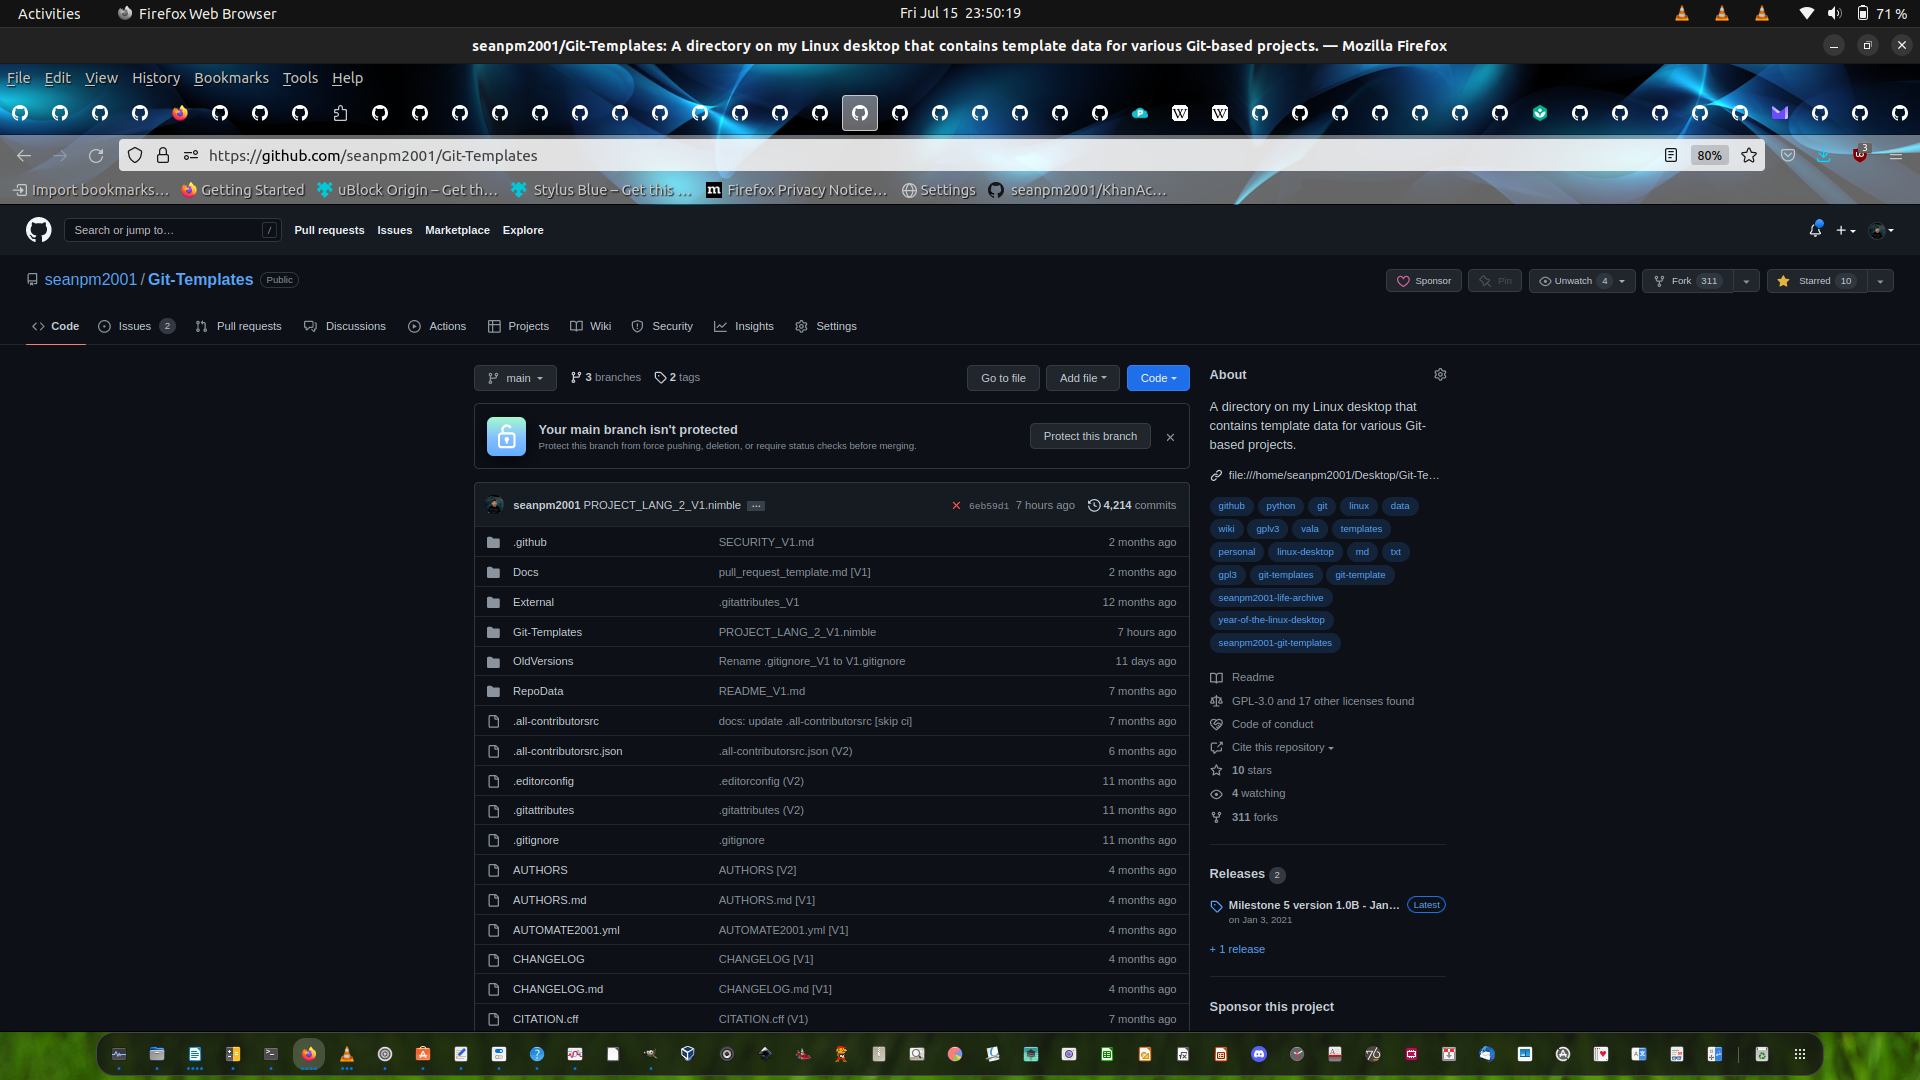 Activities Firefox Web Browser Fri Jul 15 23:50:19 71 %
seanpm2001/Git-Templates: A directory on my Linux desktop that contains template data for various Git-based projects. — Mozilla Firefox
File Edit View History Bookmarks Tools Help
https://github.com/seanpm2001/Git-Templates 80% 3
Import bookmarks… Getting Started uBlock Origin – Get th… Stylus Blue – Get this … Firefox Privacy Notice… Settings seanpm2001/KhanAc…
Search or jump to… / Pull requests Issues Marketplace Explore
seanpm2001 / Git-Templates Public Sponsor Pin Unwatch 4 Fork 311 Starred 10
Code Issues 2 Pull requests Discussions Actions Projects Wiki Security Insights Settings
main 3 branches 2 tags Go to file Add file Code
Your main branch isn't protected
Protect this branch from force pushing, deletion, or require status checks before merging.
Protect this branch
seanpm2001 PROJECT_LANG_2_V1.nimble … 6eb59d1 7 hours ago 4,214 commits
.github SECURITY_V1.md 2 months ago
Docs pull_request_template.md [V1] 2 months ago
External .gitattributes_V1 12 months ago
Git-Templates PROJECT_LANG_2_V1.nimble 7 hours ago
OldVersions Rename .gitignore_V1 to V1.gitignore 11 days ago
RepoData README_V1.md 7 months ago
.all-contributorsrc docs: update .all-contributorsrc [skip ci] 7 months ago
.all-contributorsrc.json .all-contributorsrc.json (V2) 6 months ago
.editorconfig .editorconfig (V2) 11 months ago
.gitattributes .gitattributes (V2) 11 months ago
.gitignore .gitignore 11 months ago
AUTHORS AUTHORS [V2] 4 months ago
AUTHORS.md AUTHORS.md [V1] 4 months ago
AUTOMATE2001.yml AUTOMATE2001.yml [V1] 4 months ago
CHANGELOG CHANGELOG [V1] 4 months ago
CHANGELOG.md CHANGELOG.md [V1] 4 months ago
CITATION.cff CITATION.cff (V1) 7 months ago
About
A directory on my Linux desktop that
contains template data for various Git-
based projects.
file:///home/seanpm2001/Desktop/Git-Te…
github python git linux data
wiki gplv3 vala templates
personal linux-desktop md txt
gpl3 git-templates git-template
seanpm2001-life-archive
year-of-the-linux-desktop
seanpm2001-git-templates
Readme
GPL-3.0 and 17 other licenses found
Code of conduct
Cite this repository
10 stars
4 watching
311 forks
Releases 2
Milestone 5 version 1.0B - Jan… Latest
on Jan 3, 2021
+ 1 release
Sponsor this project